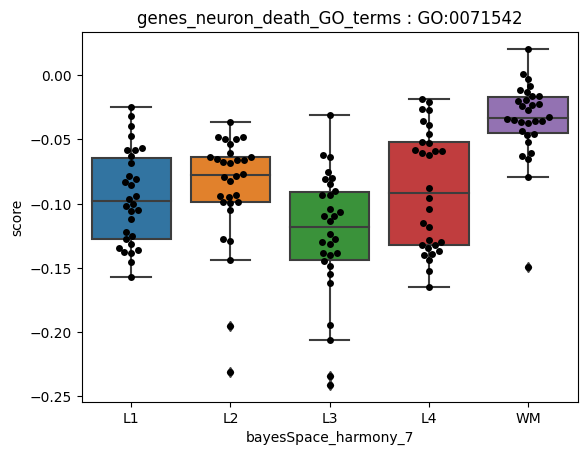 genes_neuron_death_GO_terms : GO:0071542
0.00
−0.05
−0.10
−0.15
−0.20
−0.25
score
L1 L2 L3 L4 WM
bayesSpace_harmony_7